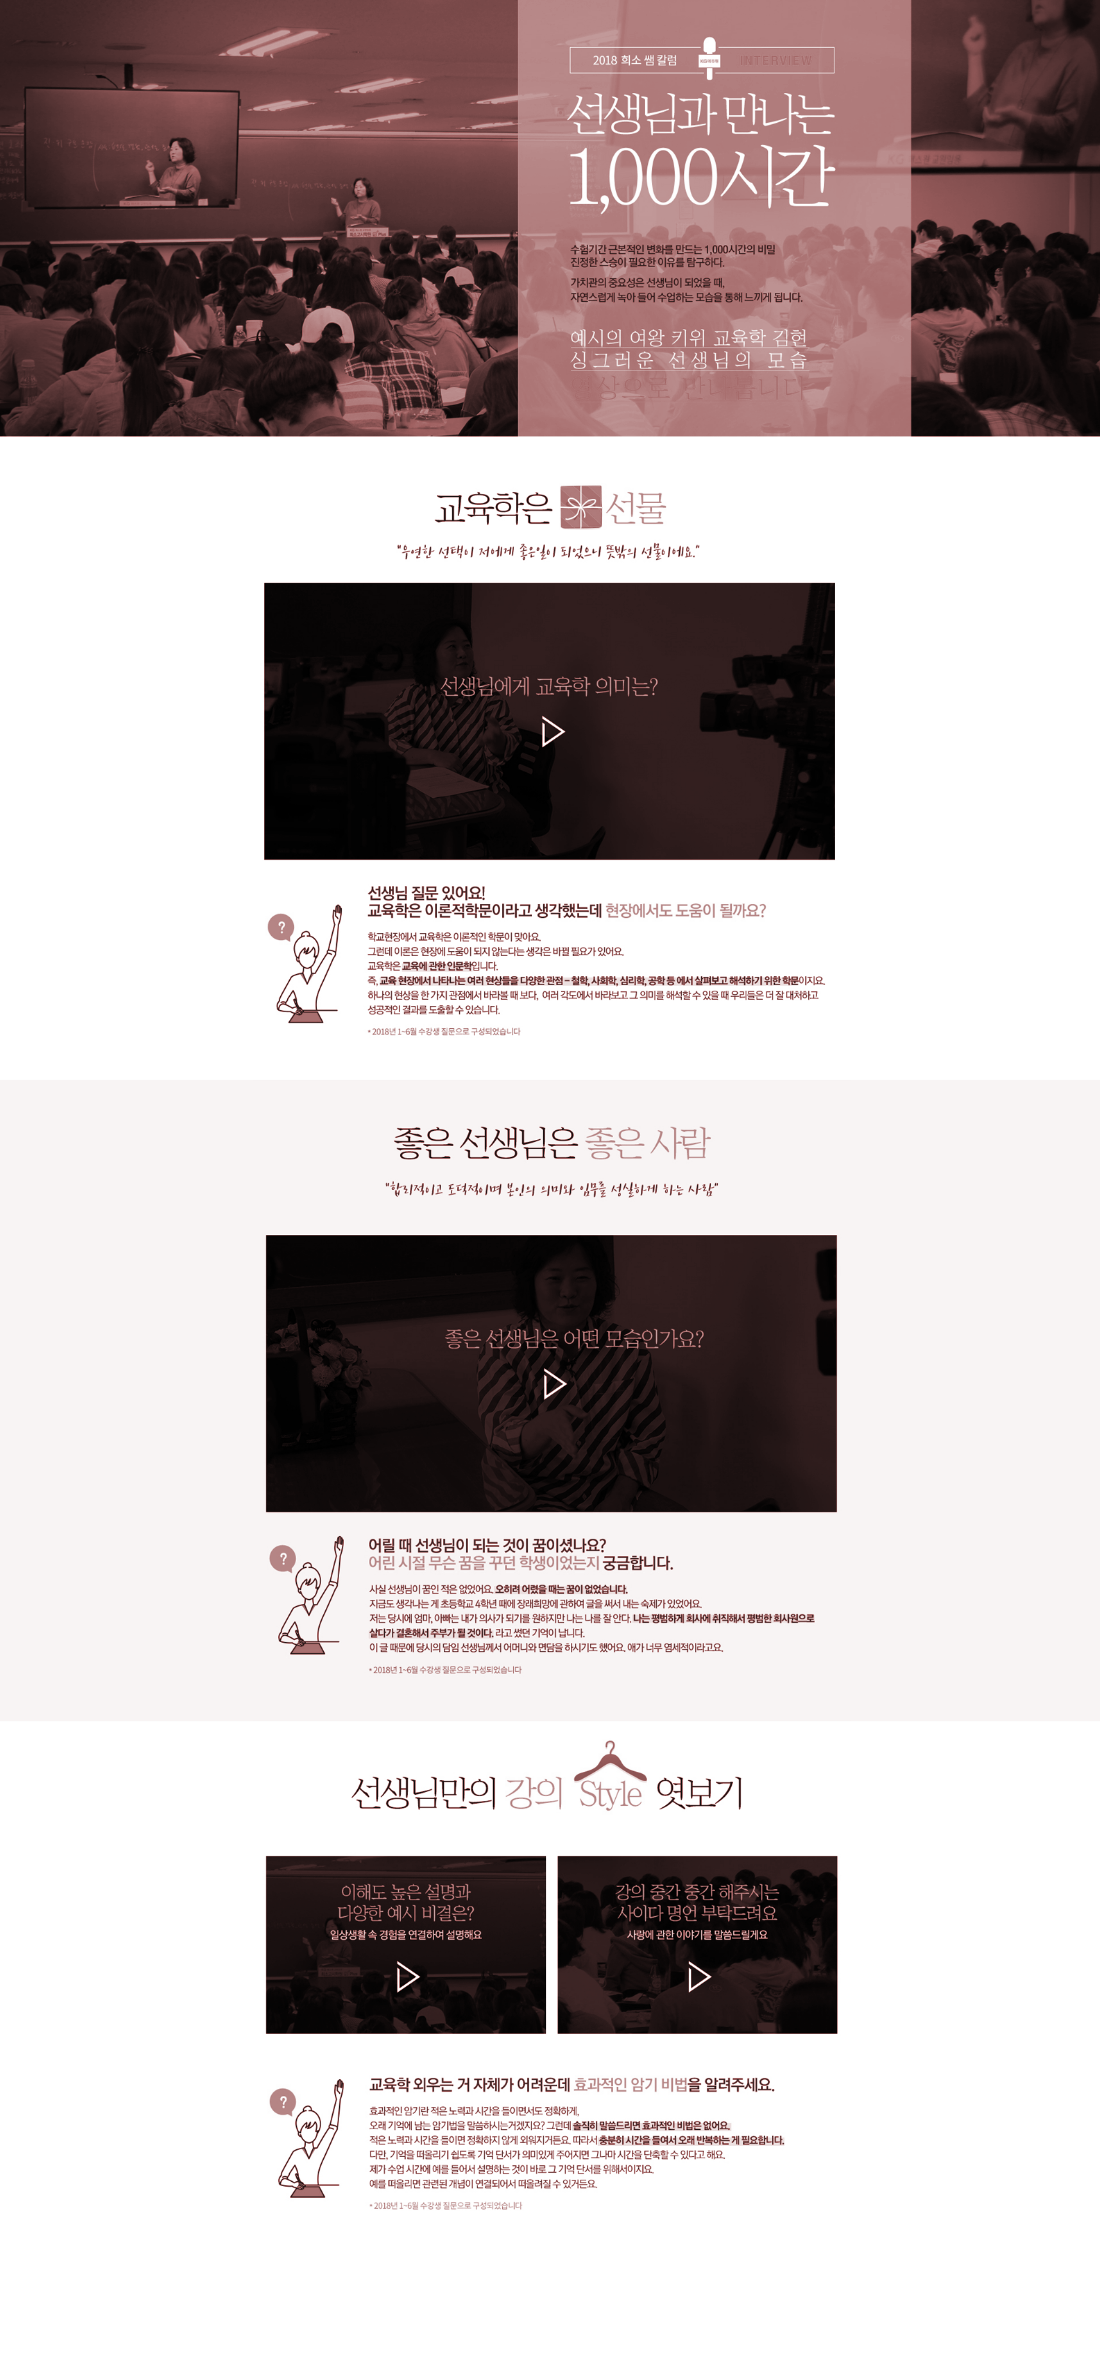 2018 희소 쌤 칼럼
INTERVIEW
선생님과 만나는
1,000시간
수험기간 근본적인 변화를 만드는 1,000시간의 비밀
진정한 스승이 필요한 이유를 탐구하다.
가치관의 중요성은 선생님이 되었을 때,
자연스럽게 녹아 들어 수업하는 모습을 통해 느끼게 됩니다.
예시의 여왕 키위 교육학 김현
싱그러운 선생님의 모습
영상으로 만나봅니다
교육학은 선물
"우연한 선택이 저에게 좋은일이 되었으니 뜻밖의 선물이에요."
선생님에게 교육학 의미는?
선생님 질문 있어요!
?
교육학은 이론적학문이라고 생각했는데 현장에서도 도움이 될까요?
학교현장에서 교육학은 이론적인 학문이 맞아요.
그런데 이론은 현장에 도움이 되지 않는다는 생각은 바뀔 필요가 있어요.
교육학은 교육에 관한 인문학입니다.
즉, 교육 현장에서 나타나는 여러 현상들을 다양한 관점 – 철학, 사회학, 심리학, 공학 등 에서 살펴보고 해석하기 위한 학문이지요.
하나의 현상을 한 가지 관점에서 바라볼 때 보다, 여러 각도에서 바라보고 그 의미를 해석할 수 있을 때 우리들은 더 잘 대처하고
성공적인 결과를 도출할 수 있습니다.
* 2018년 1~6월 수강생 질문으로 구성되었습니다
좋은 선생님은 좋은 사람
"합리적이고 도덕적이며 본인의 의미와 임무를 성실하게 하는 사람"
좋은 선생님은 어떤 모습인가요?
어릴 때 선생님이 되는 것이 꿈이셨나요?
?
어린 시절 무슨 꿈을 꾸던 학생이었는지 궁금합니다.
사실 선생님이 꿈인 적은 없었어요. 오히려 어렸을 때는 꿈이 없었습니다.
지금도 생각나는 게 초등학교 4학년 때에 장래희망에 관하여 글을 써서 내는 숙제가 있었어요.
저는 당시에 엄마, 아빠는 내가 의사가 되기를 원하지만 나는 나를 잘 안다. 나는 평범하게 회사에 취직해서 평범한 회사원으로
살다가 결혼해서 주부가 될 것이다. 라고 썼던 기억이 납니다.
이 글 때문에 당시의 담임 선생님께서 어머니와 면담을 하시기도 했어요. 애가 너무 염세적이라고요.
* 2018년 1~6월 수강생 질문으로 구성되었습니다
선생님만의 강의 Style 엿보기
이해도 높은 설명과
다양한 예시 비결은?
일상생활 속 경험을 연결하여 설명해요
강의 중간 중간 해주시는
사이다 명언 부탁드려요
사랑에 관한 이야기를 말씀드릴게요
교육학 외우는 거 자체가 어려운데 효과적인 암기 비법을 알려주세요.
?
효과적인 암기란 적은 노력과 시간을 들이면서도 정확하게,
오래 기억에 남는 암기법을 말씀하시는거겠지요? 그런데 솔직히 말씀드리면 효과적인 비법은 없어요.
적은 노력과 시간을 들이면 정확하지 않게 외워지거든요. 따라서 충분히 시간을 들여서 오래 반복하는 게 필요합니다.
다만, 기억을 떠올리기 쉽도록 기억 단서가 의미있게 주어지면 그나마 시간을 단축할 수 있다고 해요.
제가 수업 시간에 예를 들어서 설명하는 것이 바로 그 기억 단서를 위해서이지요.
예를 떠올리면 관련된 개념이 연결되어서 떠올려질 수 있거든요.
* 2018년 1~6월 수강생 질문으로 구성되었습니다